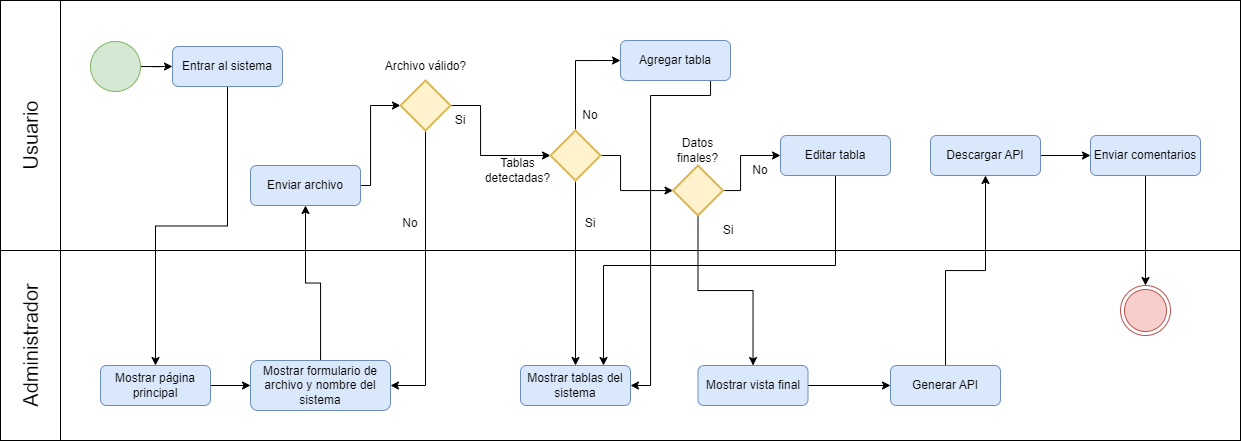 Usuario
Entrar al sistema
Archivo válido?
Agregar tabla
Si
No
Enviar archivo
Tablas
detectadas?
Datos
finales?
No
Editar tabla
Descargar API
Enviar comentarios
No
Si
Si
Administrador
Mostrar página
principal
Mostrar formulario de
archivo y nombre del
sistema
Mostrar tablas del
sistema
Mostrar vista final
Generar API